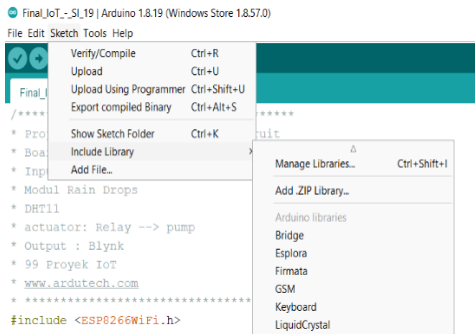 Final_IoT_-_SI_19 | Arduino 1.8.19 (Windows Store 1.8.57.0)
File Edit Sketch Tools Help
Verify/Compile Ctrl+R
Upload Ctrl+U
Upload Using Programmer Ctrl+Shift+U
Export compiled Binary Ctrl+Alt+S
Show Sketch Folder Ctrl+K
Include Library
Add File...
Manage Libraries... Ctrl+Shift+I
Add .ZIP Library...
Arduino libraries
Bridge
Esplora
Firmata
GSM
Keyboard
LiquidCrystal
Final_I
/****
* Pro
* Boa
* Inp
* Modul Rain Drops
* DHT11
* actuator: Relay --> pump
* Output : Blynk
* 99 Proyek IoT
* www.ardutech.com
* *********************************
#include <ESP8266WiFi.h>